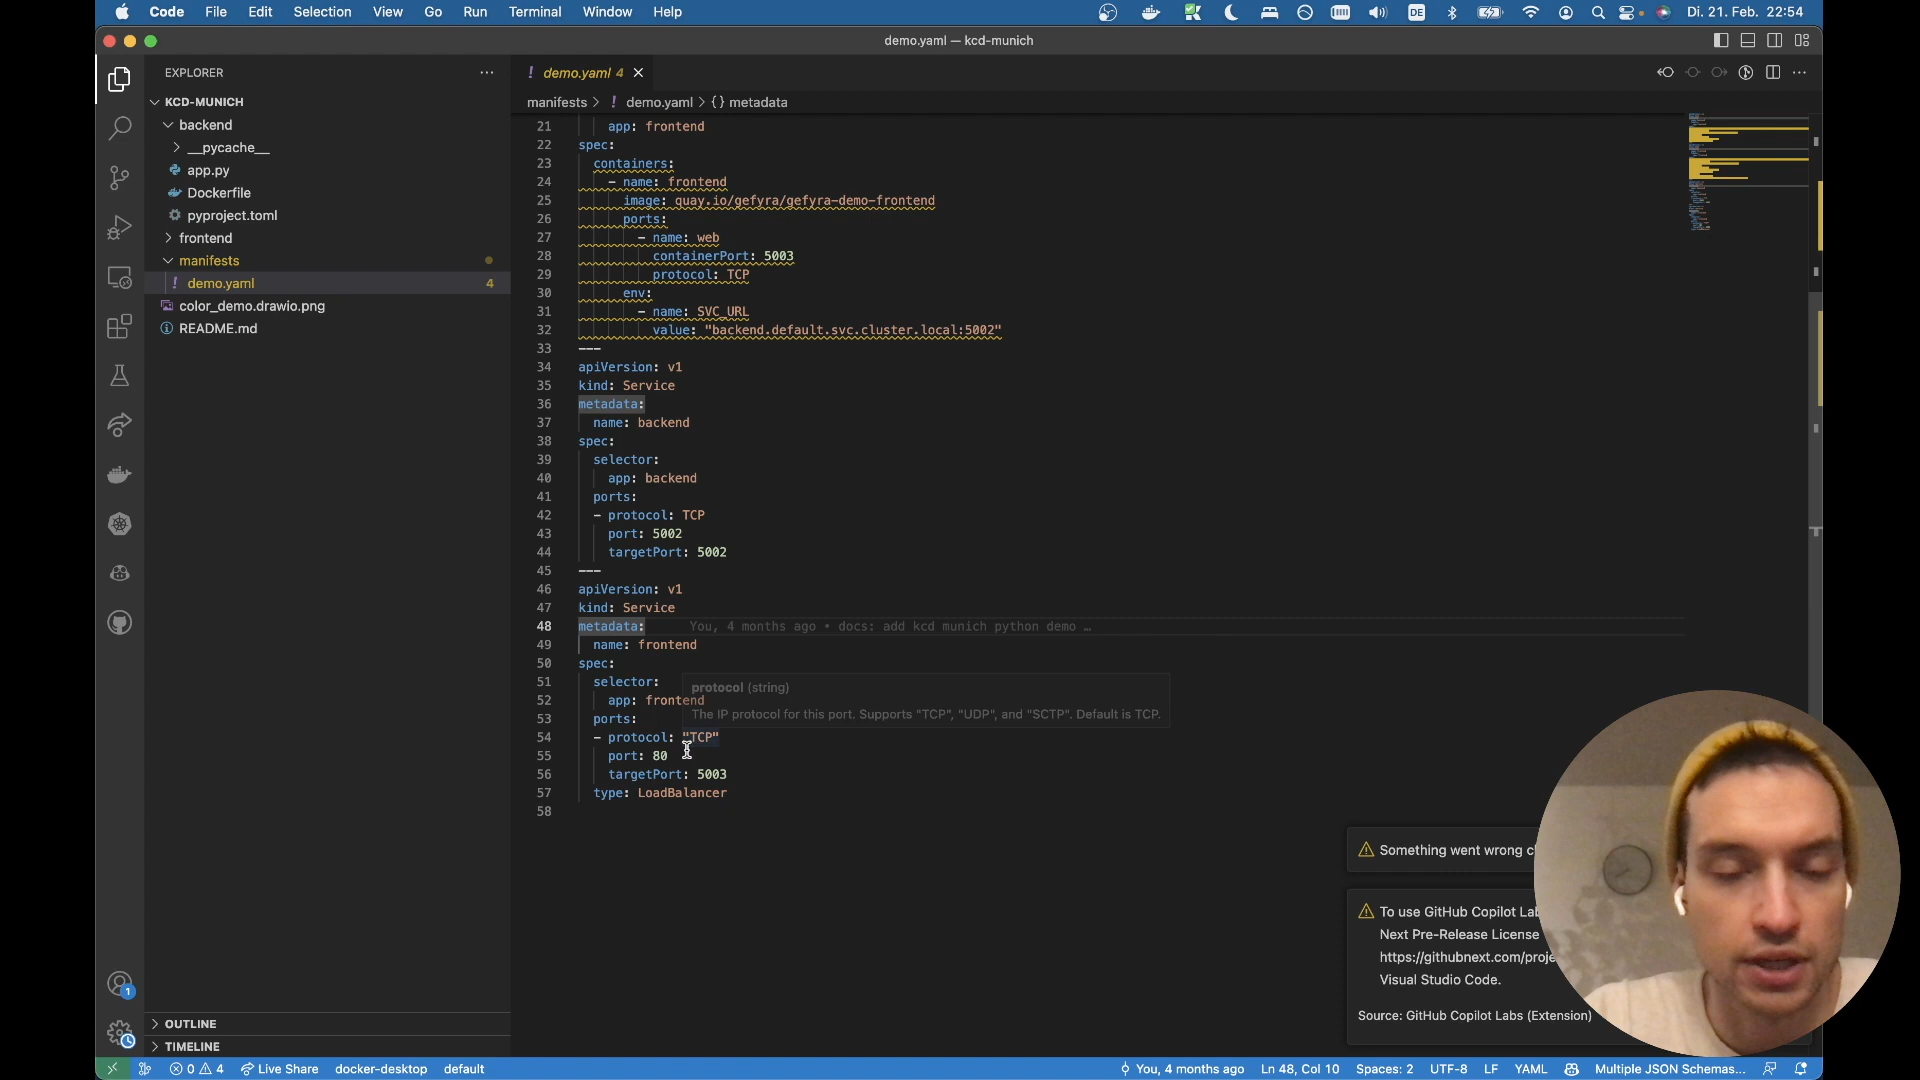 Code File Edit Selection View Go Run Terminal Window Help
DE
Di. 21. Feb. 22:54
demo.yaml — kcd-munich
EXPLORER
KCD-MUNICH
backend
__pycache__
app.py
Dockerfile
pyproject.toml
frontend
manifests
demo.yaml 4
color_demo.drawio.png
README.md
OUTLINE
TIMELINE
! demo.yaml 4
manifests > ! demo.yaml > {} metadata
21 app: frontend
22 spec:
23 containers:
24 - name: frontend
25 image: quay.io/gefyra/gefyra-demo-frontend
26 ports:
27 - name: web
28 containerPort: 5003
29 protocol: TCP
30 env:
31 - name: SVC_URL
32 value: "backend.default.svc.cluster.local:5002"
33 ---
34 apiVersion: v1
35 kind: Service
36 metadata:
37 name: backend
38 spec:
39 selector:
40 app: backend
41 ports:
42 - protocol: TCP
43 port: 5002
44 targetPort: 5002
45 ---
46 apiVersion: v1
47 kind: Service
48 metadata: You, 4 months ago • docs: add kcd munich python demo …
49 name: frontend
50 spec:
51 selector:
52 app: frontend
53 ports:
54 - protocol: "TCP"
55 port: 80
56 targetPort: 5003
57 type: LoadBalancer
58
protocol (string)
The IP protocol for this port. Supports "TCP", "UDP", and "SCTP". Default is TCP.
Something went wrong
To use GitHub Copilot
Next Pre-Release License
Visual Studio Code.
Source: GitHub Copilot Labs (Extension)
1
0 4 Live Share docker-desktop default
You, 4 months ago Ln 48, Col 10 Spaces: 2 UTF-8 LF YAML Multiple JSON Schemas...